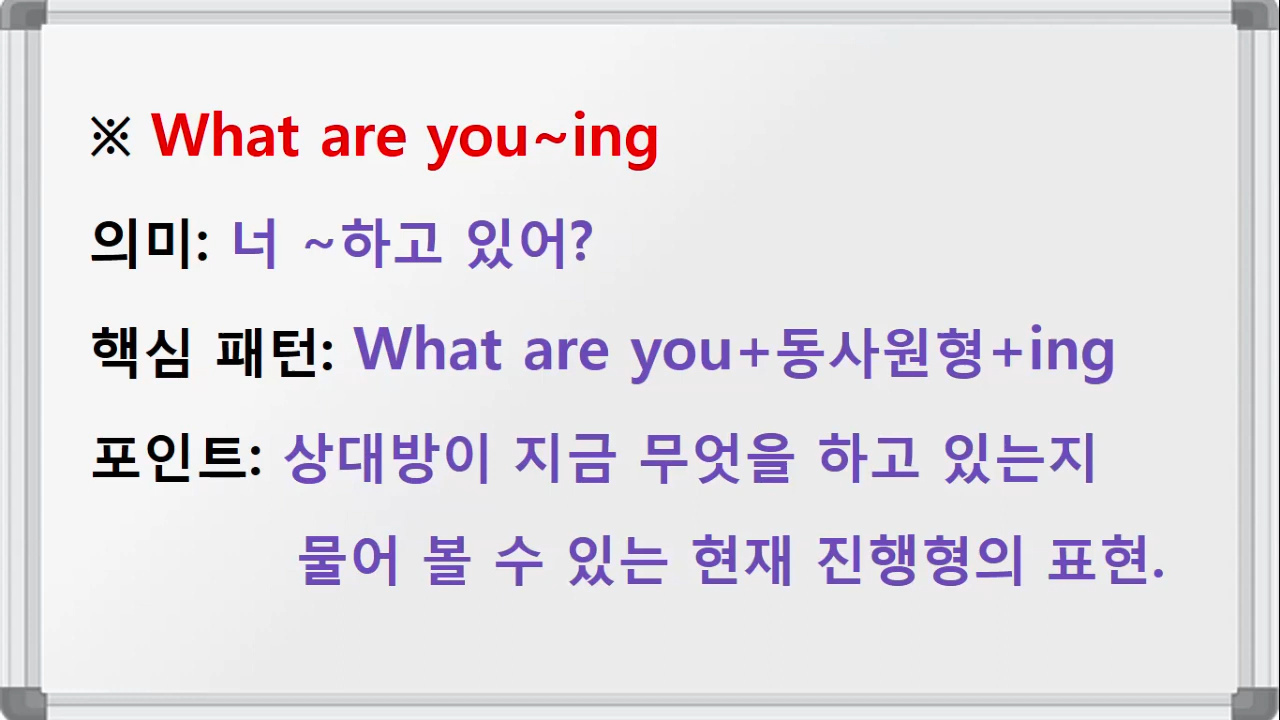 ※ What are you~ing
의미: 너 ~하고 있어?
핵심 패턴: What are you+동사원형+ing
포인트: 상대방이 지금 무엇을 하고 있는지
물어 볼 수 있는 현재 진행형의 표현.